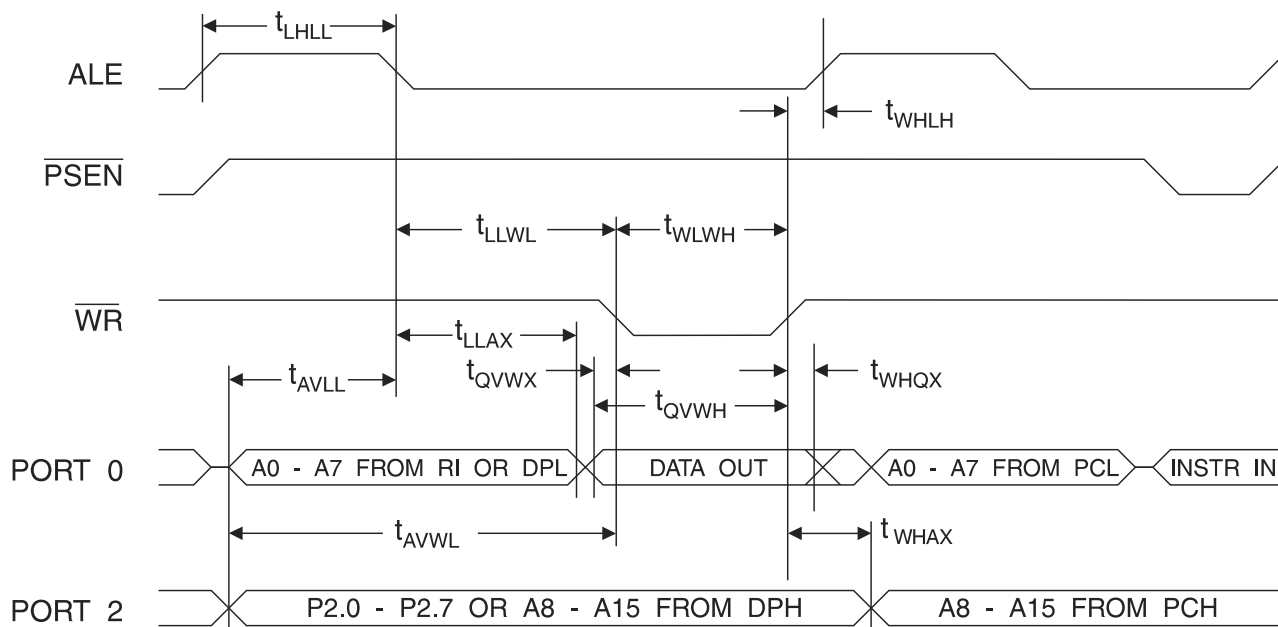 tLHLL
ALE
tWHLH
PSEN
tLLWL
tWLWH
WR
tLLAX
tQVWX
tWHQX
tAVLL
tQVWH
PORT 0
A0 - A7 FROM RI OR DPL
DATA OUT
A0 - A7 FROM PCL
INSTR IN
tAVWL
tWHAX
PORT 2
P2.0 - P2.7 OR A8 - A15 FROM DPH
A8 - A15 FROM PCH